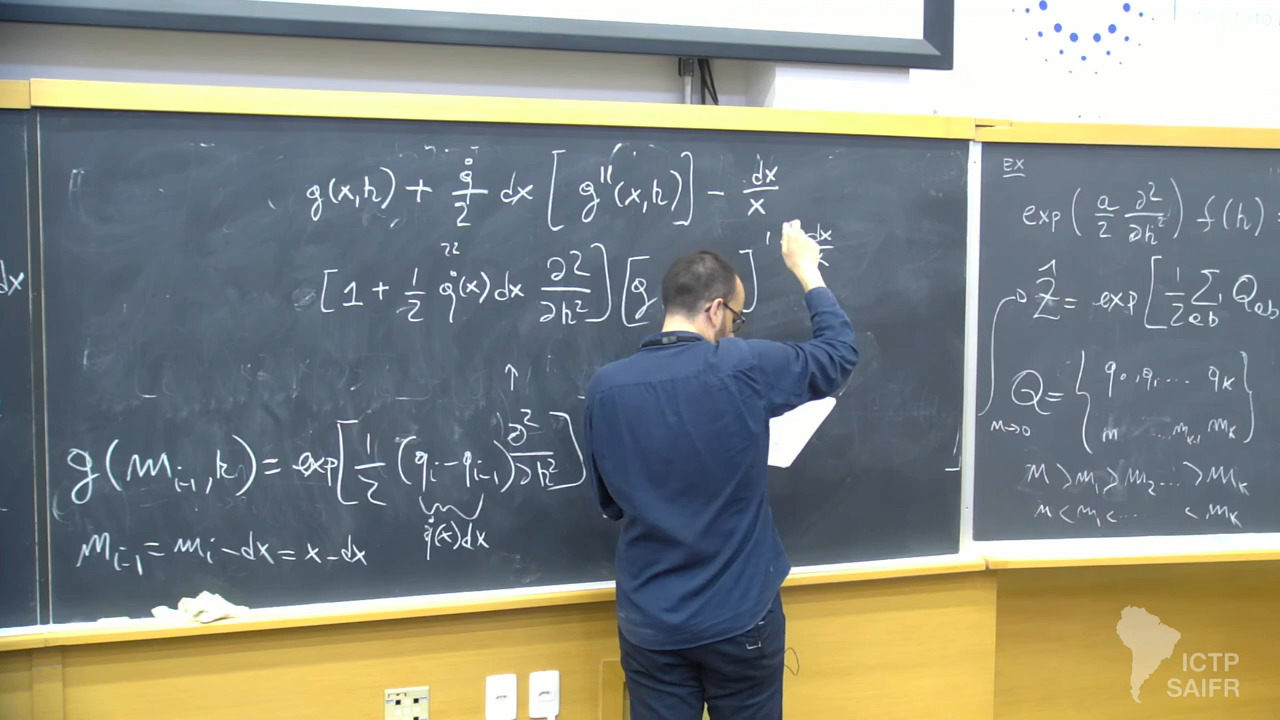 g(x,h) + q̇/2 dx [ g''(x,h) ] - dx/x
[ 1 + 1/2 q̇(x) dx ∂2/∂h² ] [ g ] dx
g(m_{i-1}, h) = exp[ 1/2 (q_i - q_{i-1}) ∂²/∂h² ]
q̇(x)dx
m_{i-1} = m_i - dx = x - dx
dx
EX
exp( a/2 ∂2/∂h² ) f(h)
Ẑ = exp[ 1/2 Σ_{ab} Q_{ab}
n→0
Q = { q_0, q_1, .... q_k
n .... m_{k-1} m_k }
n > m_1 > m_2 ... > m_k
n < m_1 < ... < m_k
ICTP
SAIFR